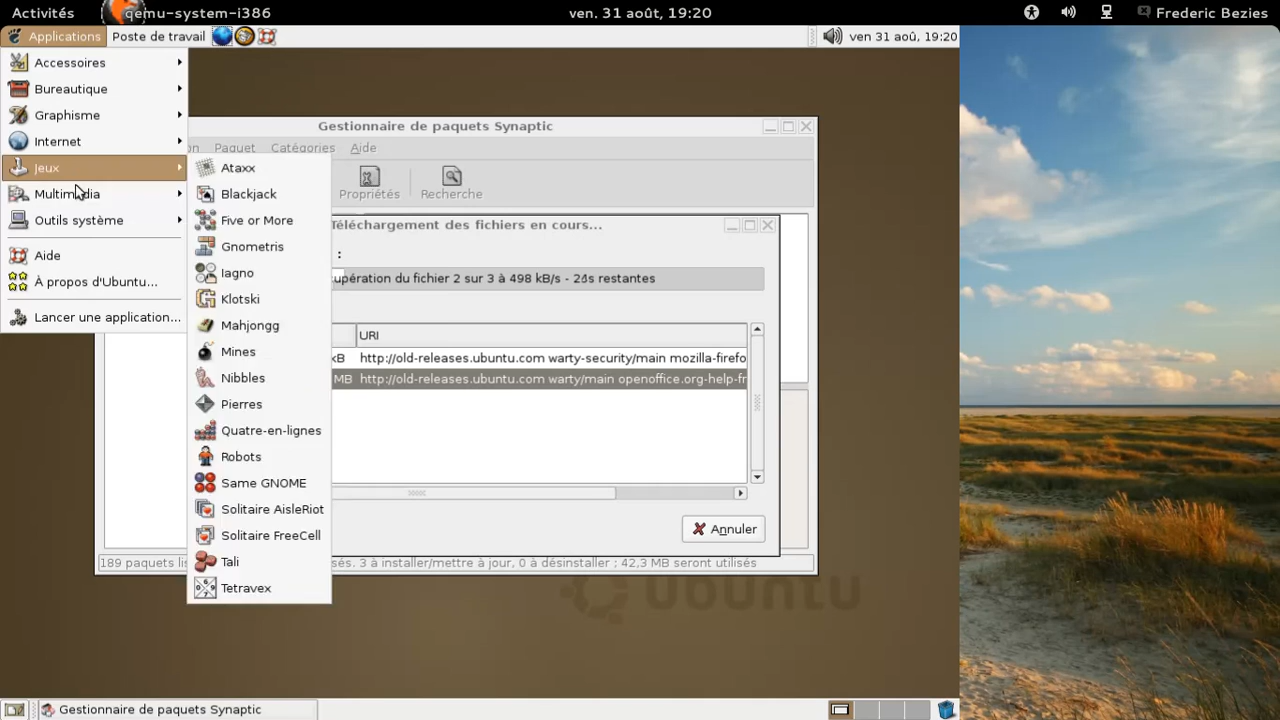 Activités
qemu-system-i386
ven. 31 août, 19:20
Frederic Bezies
Applications
Poste de travail
ven 31 aoû, 19:20
Accessoires
Bureautique
Graphisme
Internet
Jeux
Multimédia
Outils système
Aide
À propos d'Ubuntu...
Lancer une application...
Ataxx
Blackjack
Five or More
Gnometris
Iagno
Klotski
Mahjongg
Mines
Nibbles
Pierres
Quatre-en-lignes
Robots
Same GNOME
Solitaire AisleRiot
Solitaire FreeCell
Tali
Tetravex
Gestionnaire de paquets Synaptic
Paquet
Catégories
Aide
Propriétés
Recherche
Téléchargement des fichiers en cours...
:
upération du fichier 2 sur 3 à 498 kB/s - 
restantes
URI
kB
http://old-releases.ubuntu.com warty-security/main mozilla-firefo
MB
http://old-releases.ubuntu.com warty/main openoffice.org-help-fr
Annuler
189 paquets lis
sés. 3 à installer/mettre à jour, 0 à désinstaller ; 42,3 MB seront utilisés
ubuntu
Gestionnaire de paquets Synaptic